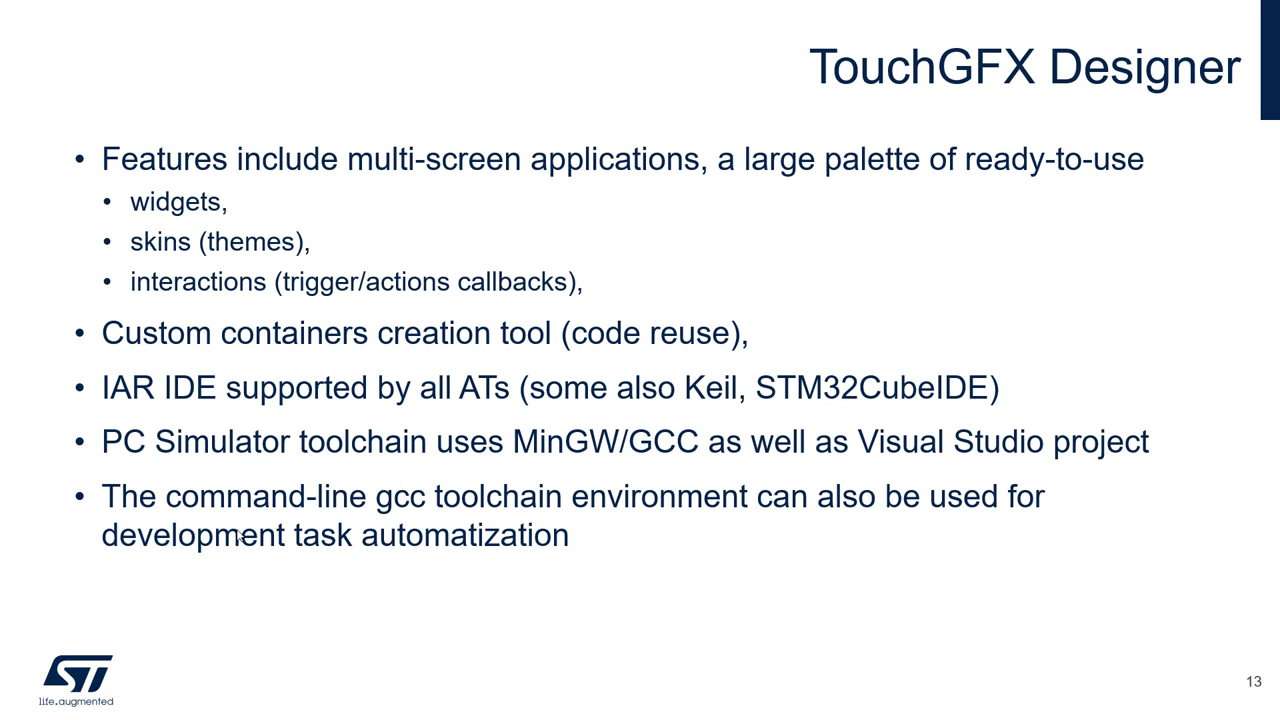 TouchGFX Designer
• Features include multi-screen applications, a large palette of ready-to-use
• widgets,
• skins (themes),
• interactions (trigger/actions callbacks),
• Custom containers creation tool (code reuse),
• IAR IDE supported by all ATs (some also Keil, STM32CubeIDE)
• PC Simulator toolchain uses MinGW/GCC as well as Visual Studio project
• The command-line gcc toolchain environment can also be used for
development task automatization
ST
life.augmented
13